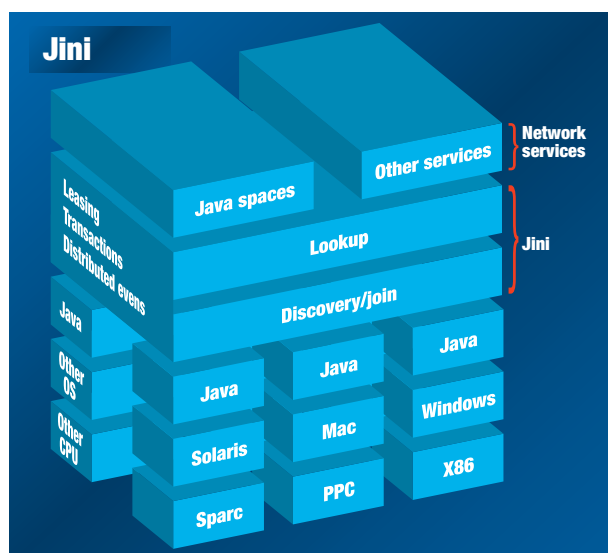 Jini
Network
services
Other services
Java spaces
Leasing
Transactions
Distributed evens
Lookup
Jini
Discovery/join
Java
Java
Java
Java
Other
OS
Solaris
Mac
Windows
Other
CPU
Sparc
PPC
X86